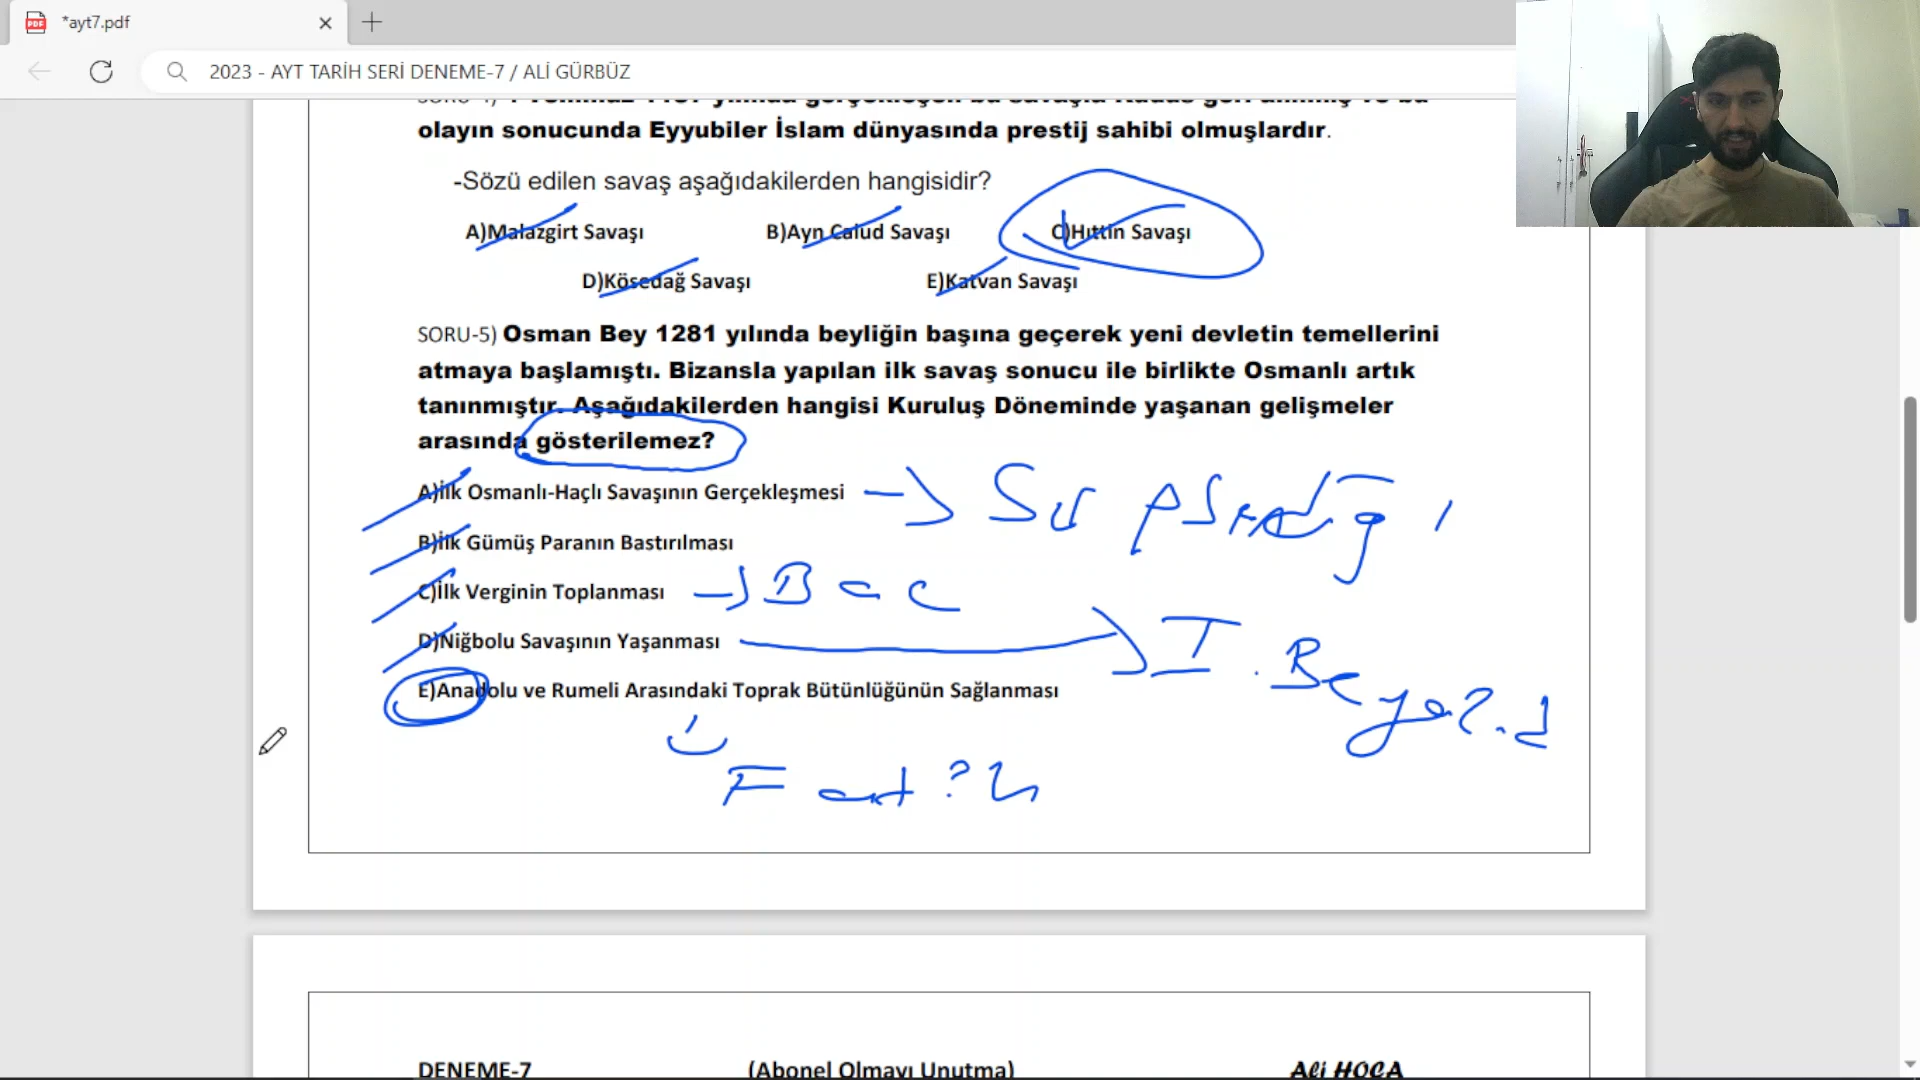 *ayt7.pdf
2023 - AYT TARİH SERİ DENEME-7 / ALİ GÜRBÜZ
olayın sonucunda Eyyubiler İslam dünyasında prestij sahibi olmuşlardır.
-Sözü edilen savaş aşağıdakilerden hangisidir?
A)Malazgirt Savaşı B)Ayn Calud Savaşı C)Hıttin Savaşı
D)Kösedağ Savaşı E)Katvan Savaşı
SORU-5) Osman Bey 1281 yılında beyliğin başına geçerek yeni devletin temellerini
atmaya başlamıştı. Bizansla yapılan ilk savaş sonucu ile birlikte Osmanlı artık
tanınmıştır. Aşağıdakilerden hangisi Kuruluş Döneminde yaşanan gelişmeler
arasında gösterilemez?
A)İlk Osmanlı-Haçlı Savaşının Gerçekleşmesi
B)İlk Gümüş Paranın Bastırılması
C)İlk Verginin Toplanması Bac
D)Niğbolu Savaşının Yaşanması I. Beyazıd
E)Anadolu ve Rumeli Arasındaki Toprak Bütünlüğünün Sağlanması
Fatih
DENEME-7 (Abonel Olmayı Unutma) Ali HOCA